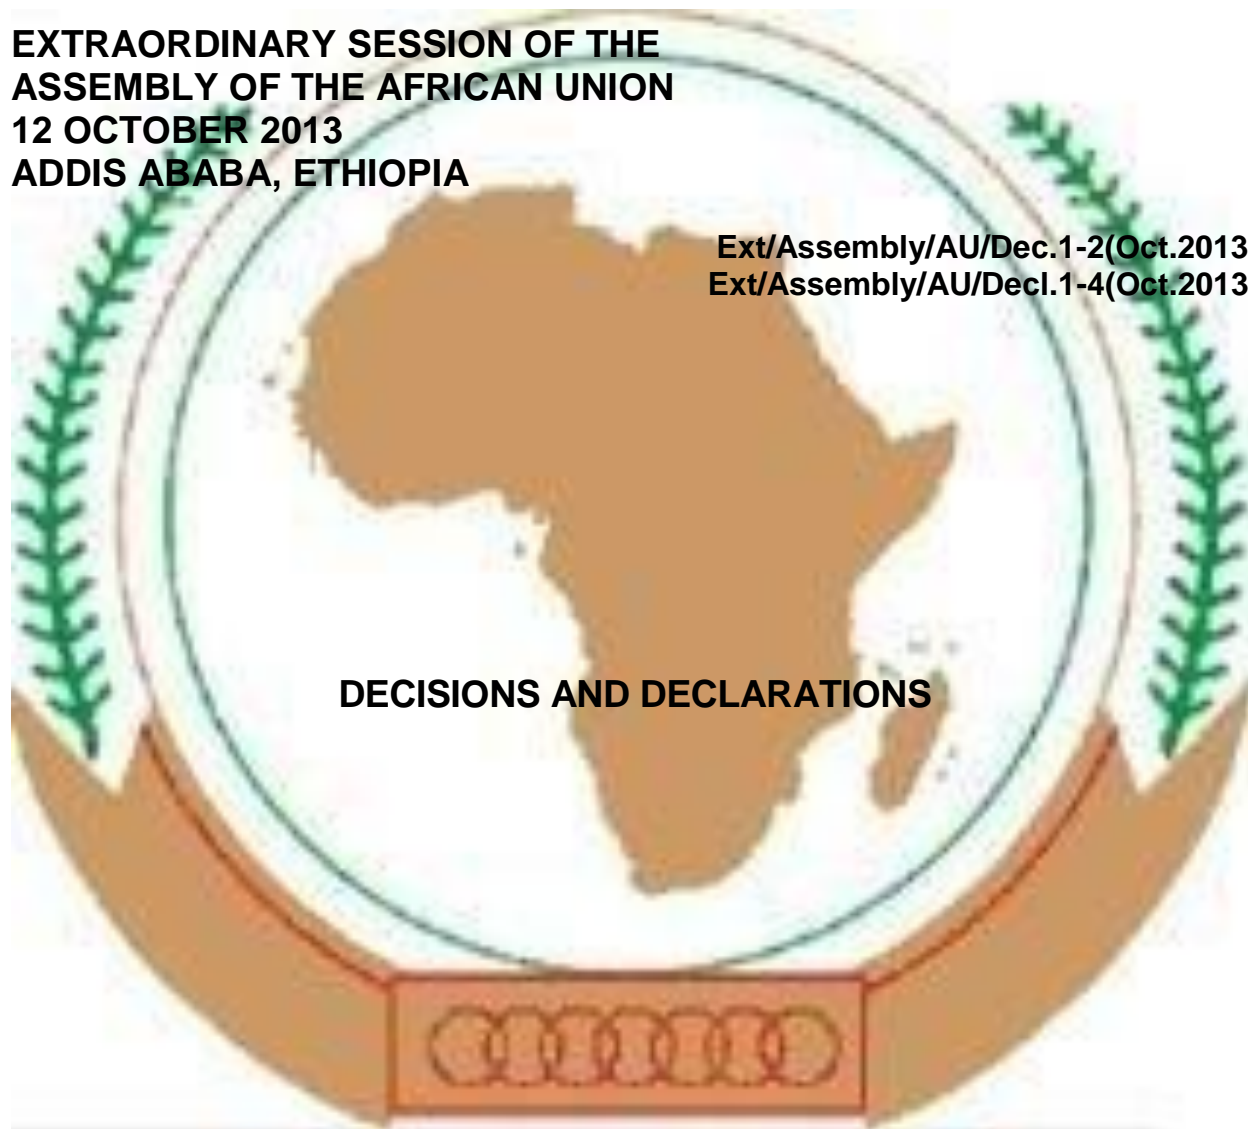 EXTRAORDINARY SESSION OF THE
ASSEMBLY OF THE AFRICAN UNION
12 OCTOBER 2013
ADDIS ABABA, ETHIOPIA
Ext/Assembly/AU/Dec.1-2(Oct.2013
Ext/Assembly/AU/Decl.1-4(Oct.2013
DECISIONS AND DECLARATIONS